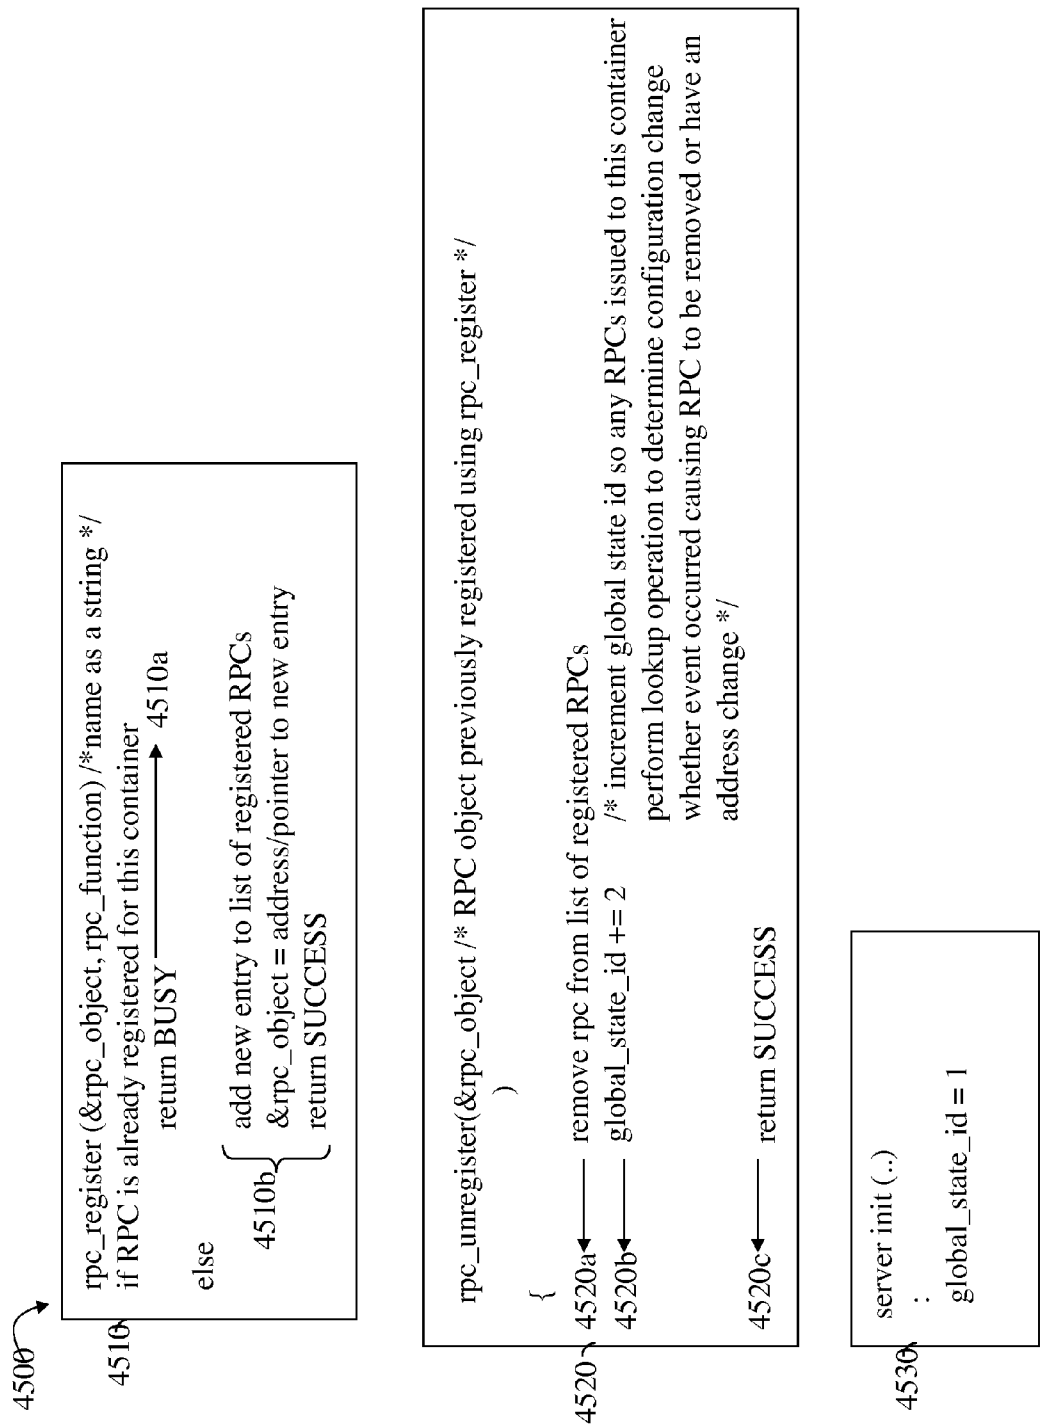 4500
4510
rpc_register (&rpc_object, rpc_function) /*name as a string */
if RPC is already registered for this container
return BUSY 4510a
else
4510b
add new entry to list of registered RPCs
&rpc_object = address/pointer to new entry
return SUCCESS
4520
rpc_unregister(&rpc_object /* RPC object previously registered using rpc_register */
)
{
4520a remove rpc from list of registered RPCs
4520b global_state_id += 2 /* increment global state id so any RPCs issued to this container
perform lookup operation to determine configuration change
whether event occurred causing RPC to be removed or have an
address change */
4520c return SUCCESS
4530
server init (..)
:
global_state_id = 1